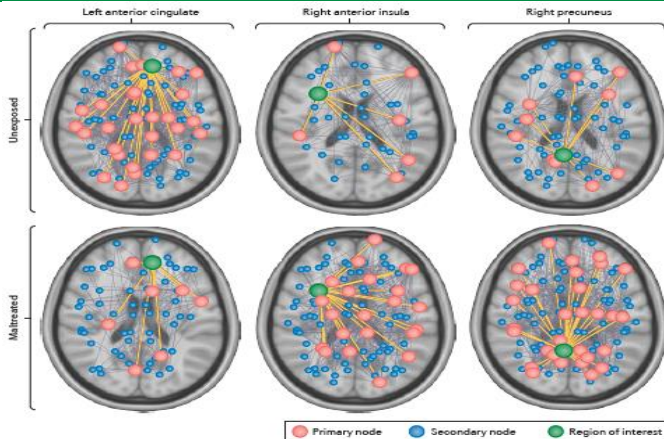 Left anterior cingulate
Right anterior insula
Right precuneus
Unexposed
Maltreated
Primary node
Secondary node
Region of interest